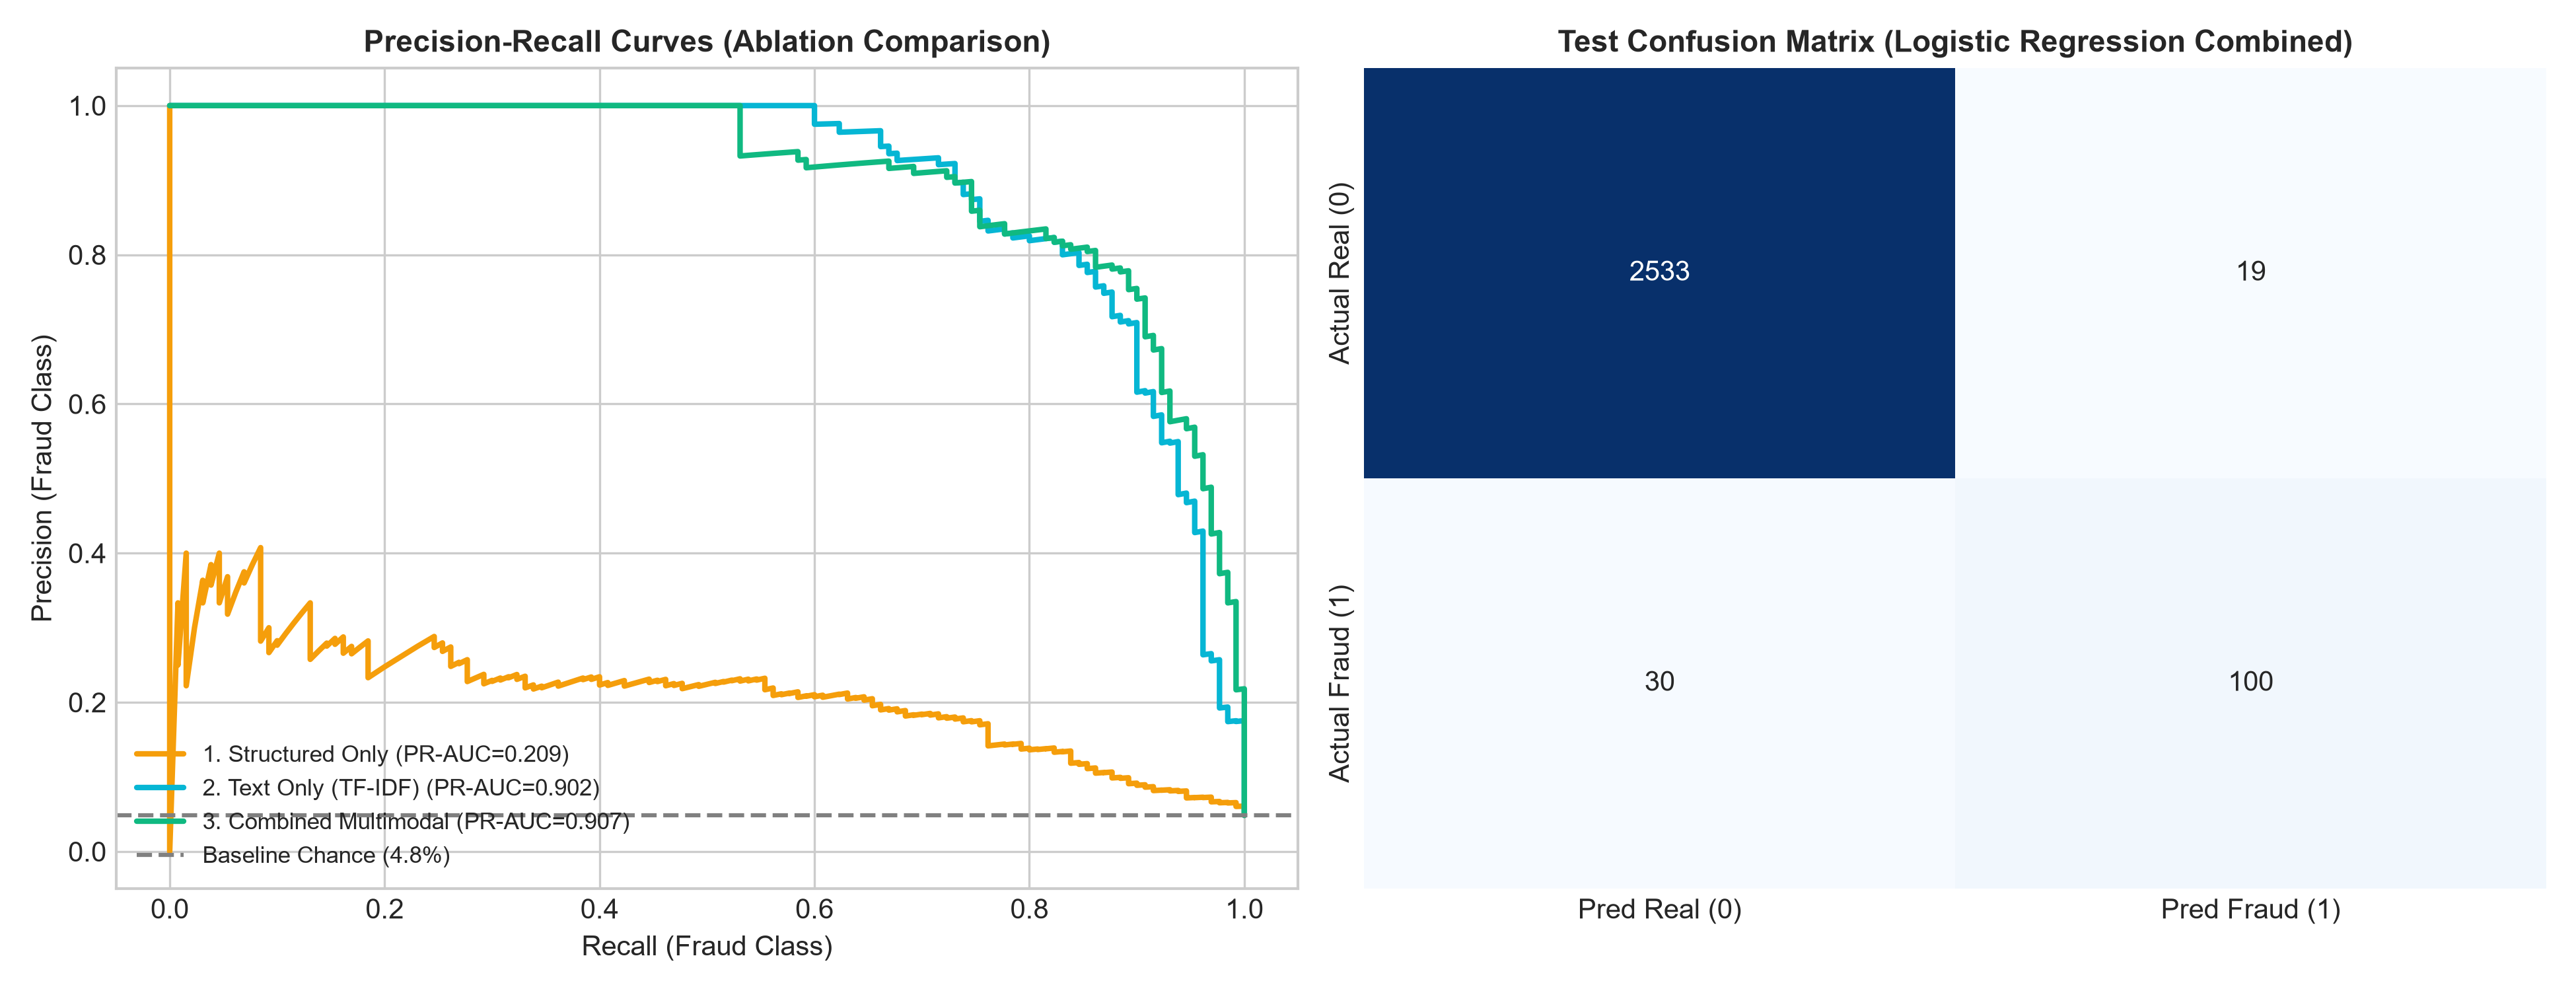 Precision-Recall Curves (Ablation Comparison)
Precision (Fraud Class)
1.0
0.8
0.6
0.4
0.2
0.0
1. Structured Only (PR-AUC=0.209)
2. Text Only (TF-IDF) (PR-AUC=0.902)
3. Combined Multimodal (PR-AUC=0.907)
Baseline Chance (4.8%)
0.0 0.2 0.4 0.6 0.8 1.0
Recall (Fraud Class)
Test Confusion Matrix (Logistic Regression Combined)
Actual Real (0)
2533 19
Actual Fraud (1)
30 100
Pred Real (0) Pred Fraud (1)